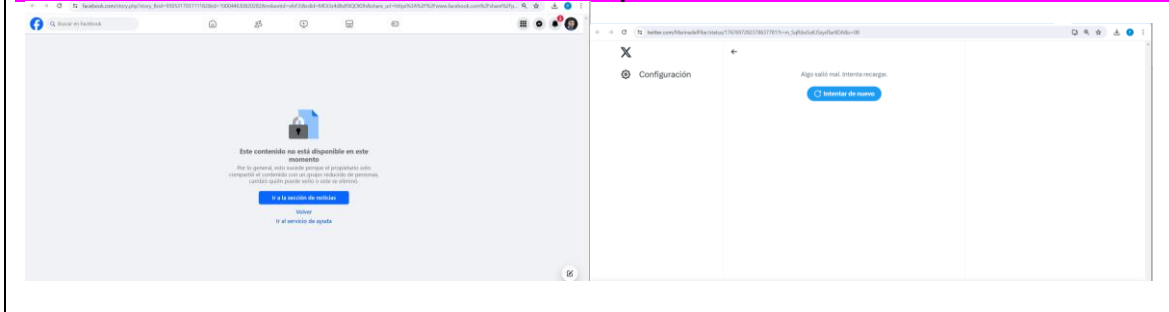 Buscar en Facebook
Este contenido no está disponible en este
momento
Por lo general, esto sucede porque el propietario solo
compartió el contenido con un grupo reducido de personas,
cambió quién puede verlo o este se eliminó.
Ir a la sección de noticias
Volver
Ir al servicio de ayuda
X
Configuración
Algo salió mal. Intenta recargar.
Intentar de nuevo